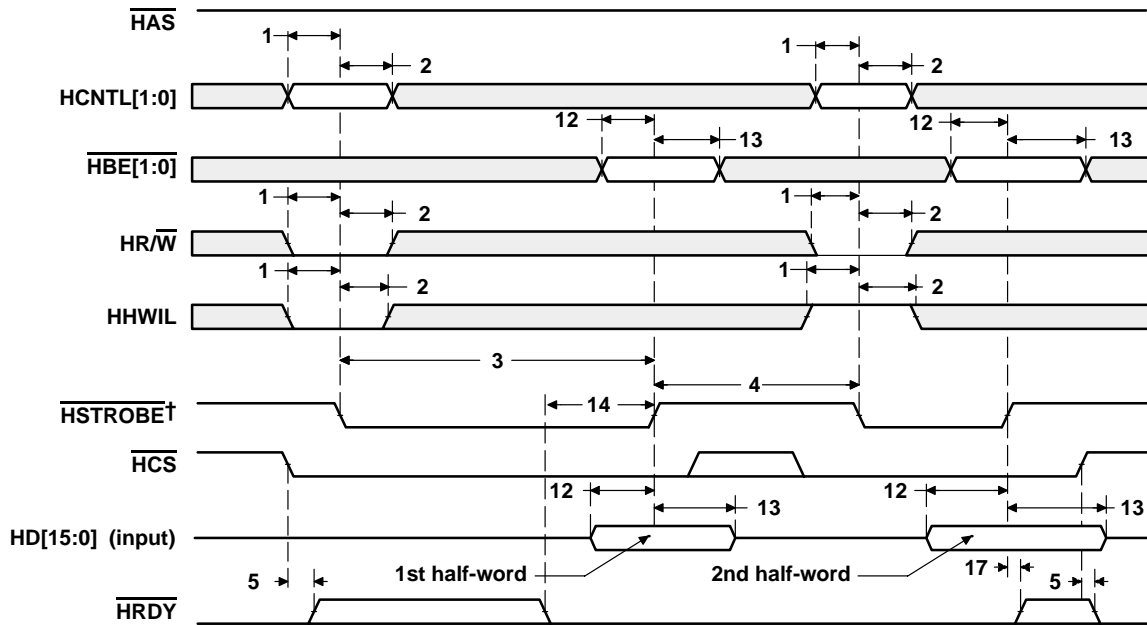 HAS
1
1
2
2
HCNTL[1:0]
12
12
13
13
HBE[1:0]
1
1
2
2
HR/W
1
1
2
2
HHWIL
3
4
14
HSTROBE†
HCS
12
12
13
13
HD[15:0] (input)
1st half-word
2nd half-word
5
17
5
HRDY